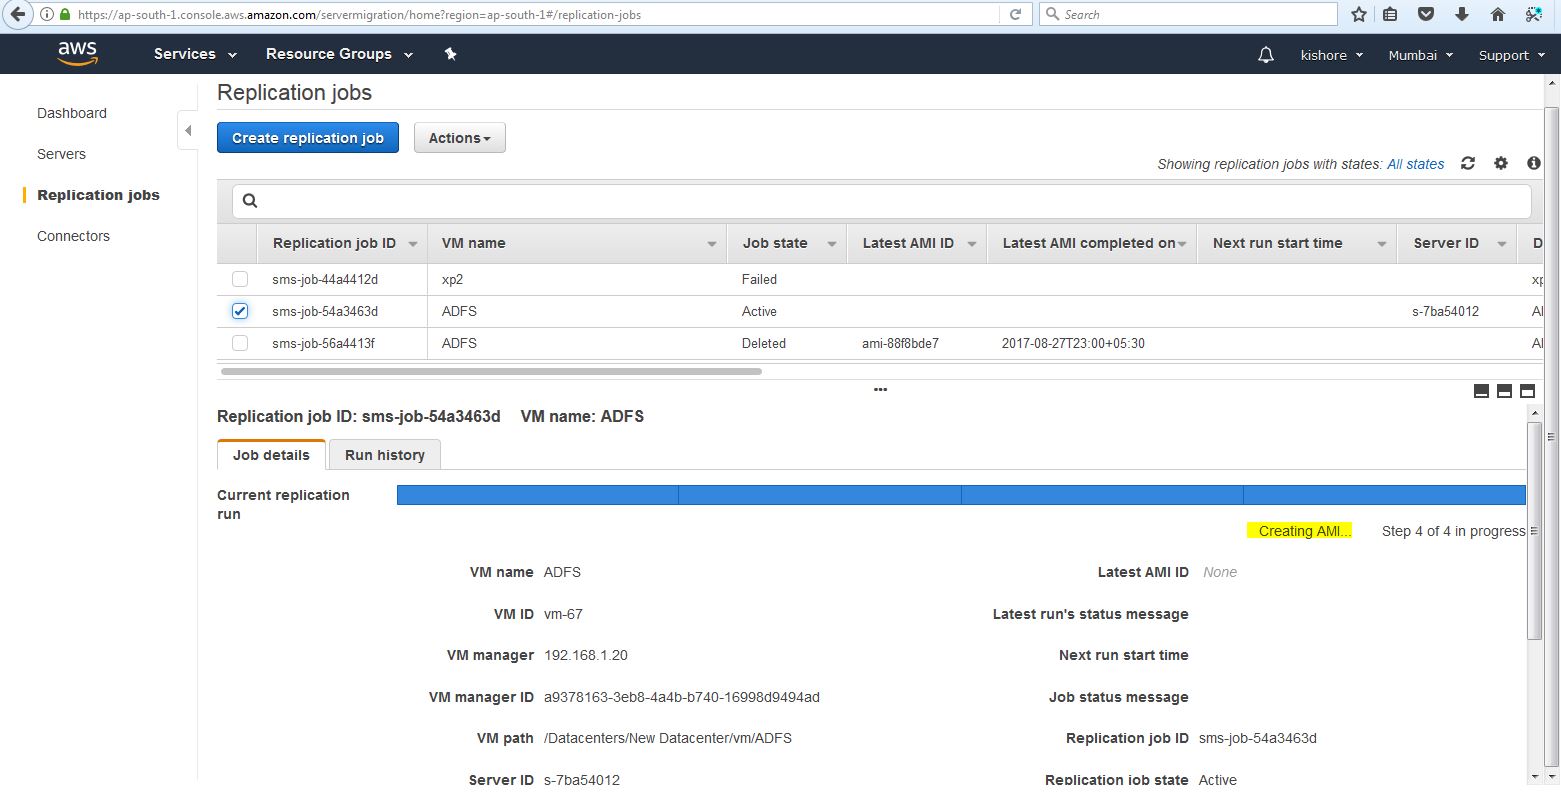 https://ap-south-1.console.aws.amazon.com/servermigration/home?region=ap-south-1#/replication-jobs
Search
aws Services Resource Groups kishore Mumbai Support
Replication jobs
Dashboard
Create replication job Actions
Servers
Showing replication jobs with states: All states
Replication jobs
Connectors
Replication job ID VM name Job state Latest AMI ID Latest AMI completed on Next run start time Server ID D
sms-job-44a4412d xp2 Failed xp
sms-job-54a3463d ADFS Active s-7ba54012 AI
sms-job-56a4413f ADFS Deleted ami-88f8bde7 2017-08-27T23:00+05:30 AI
Replication job ID: sms-job-54a3463d VM name: ADFS
Job details Run history
Current replication
run
Creating AMI... Step 4 of 4 in progress
VM name ADFS Latest AMI ID None
VM ID vm-67 Latest run's status message
VM manager 192.168.1.20 Next run start time
VM manager ID a9378163-3eb8-4a4b-b740-16998d9494ad Job status message
VM path /Datacenters/New Datacenter/vm/ADFS Replication job ID sms-job-54a3463d
Server ID s-7ba54012 Replication job state Active